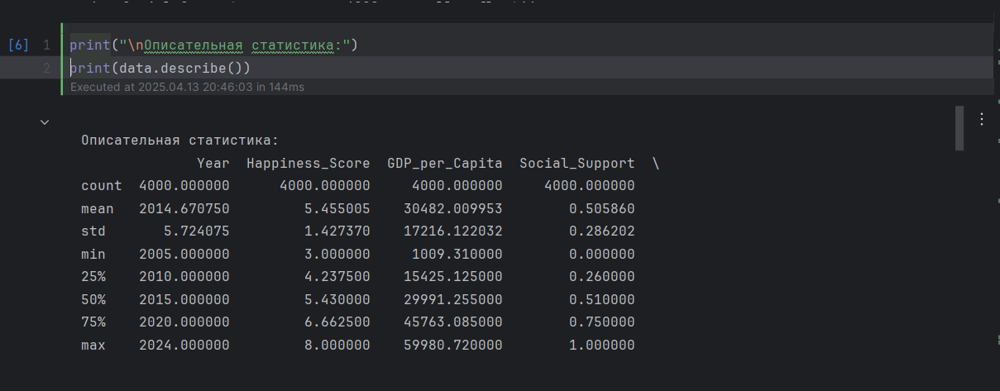 [6] 1 print("\nОписательная статистика:")
2 print(data.describe())
Executed at 2025.04.13 20:46:03 in 144ms
Описательная статистика:
Year Happiness_Score GDP_per_Capita Social_Support \
count 4000.000000 4000.000000 4000.000000 4000.000000
mean 2014.670750 5.455005 30482.009953 0.505860
std 5.724075 1.427370 17216.122032 0.286202
min 2005.000000 3.000000 1009.310000 0.000000
25% 2010.000000 4.237500 15425.125000 0.260000
50% 2015.000000 5.430000 29991.255000 0.510000
75% 2020.000000 6.662500 45763.085000 0.750000
max 2024.000000 8.000000 59980.720000 1.000000